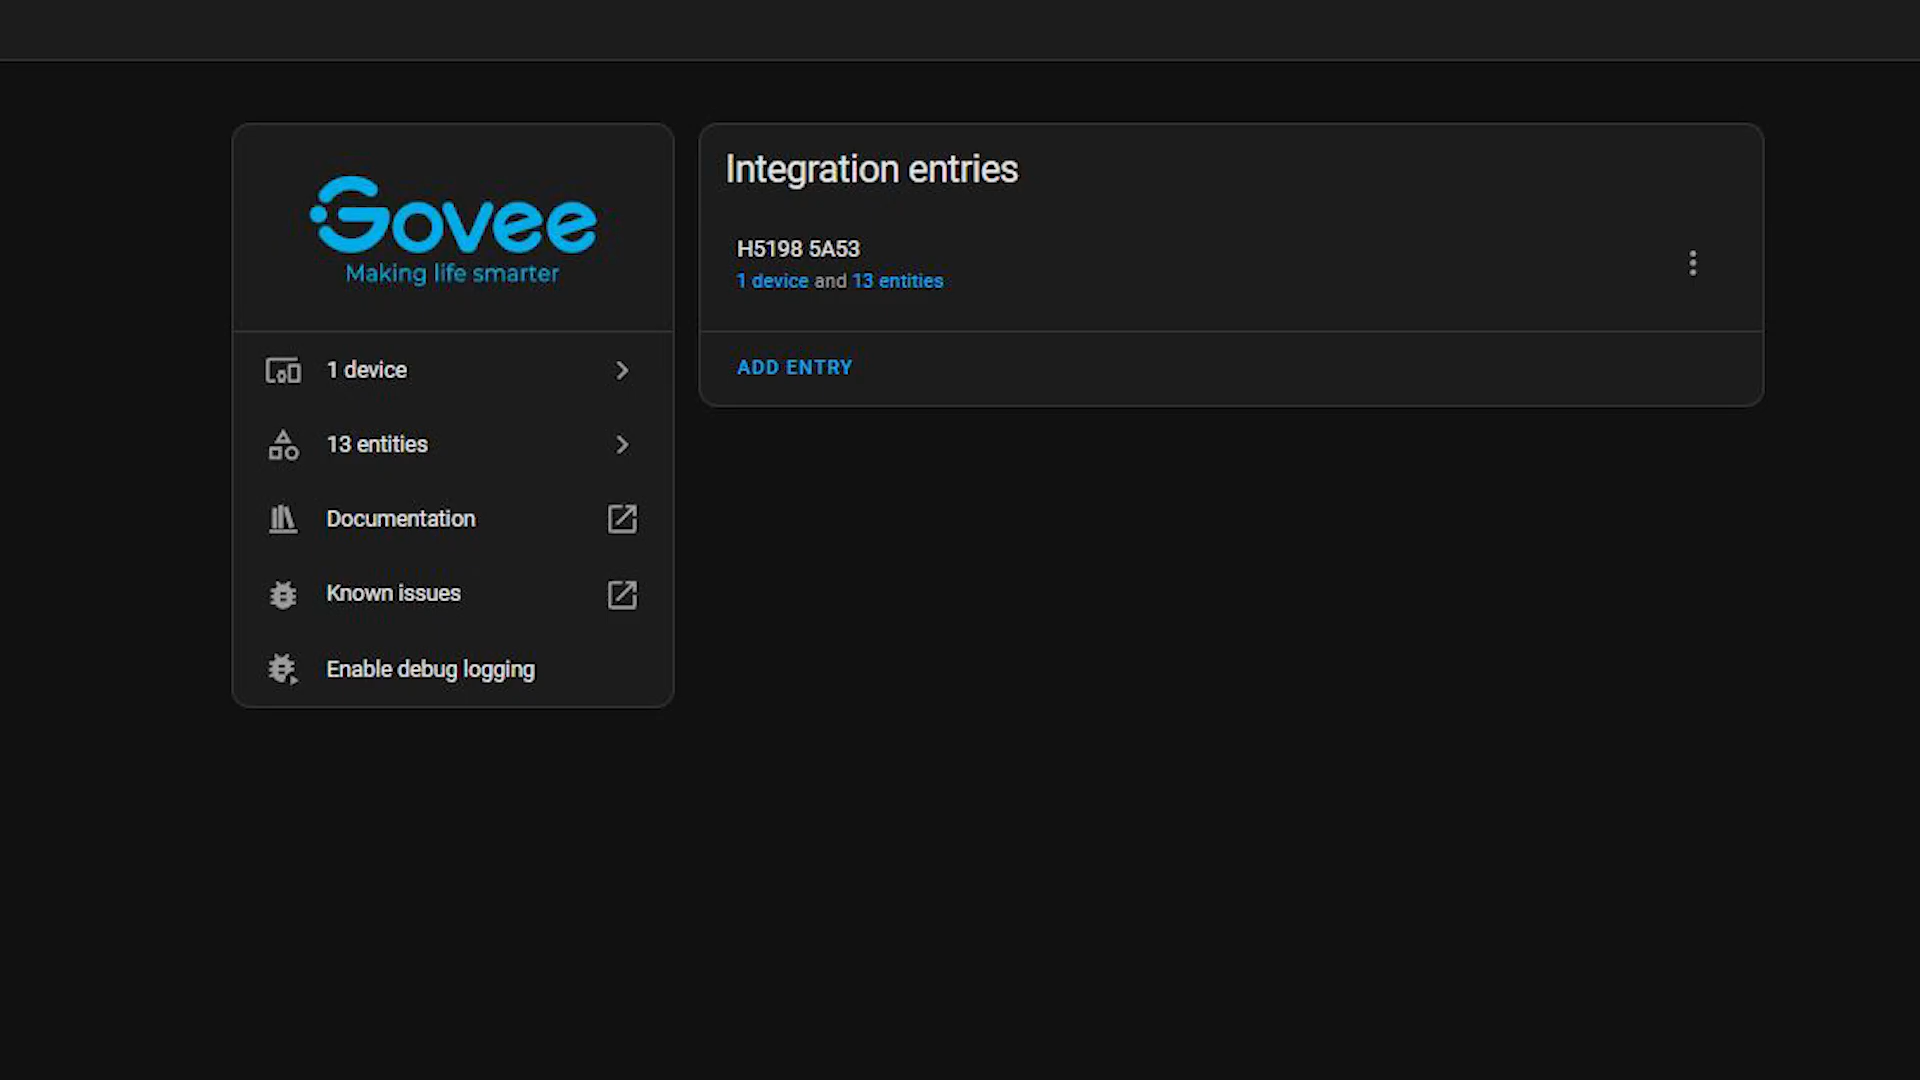 Govee
Making life smarter
1 device
13 entities
Documentation
Known issues
Enable debug logging
Integration entries
H5198 5A53
1 device and 13 entities
ADD ENTRY